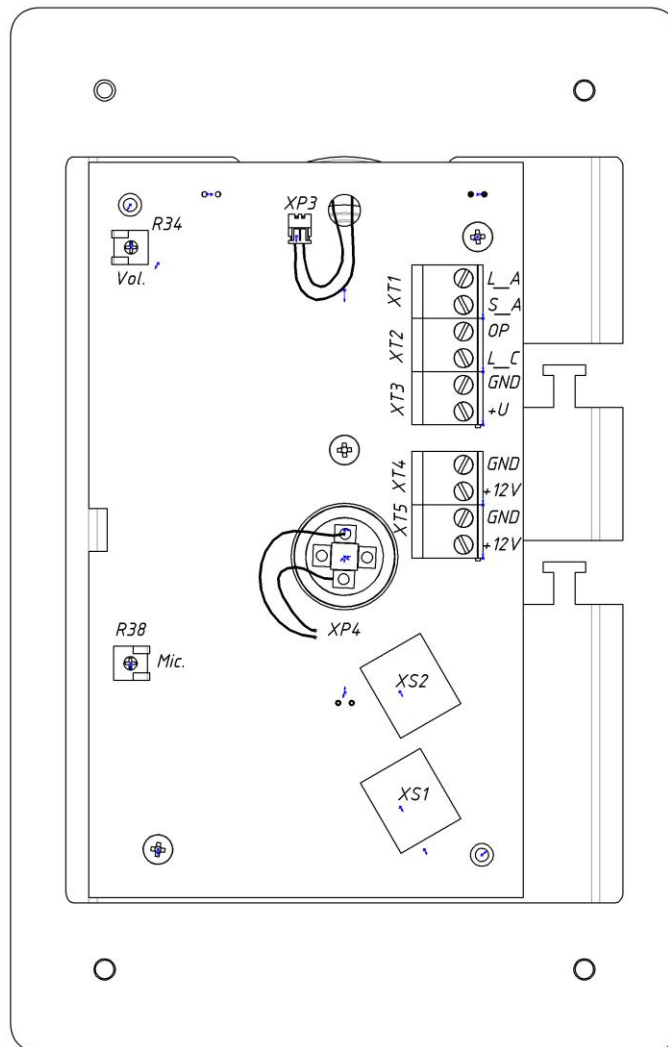 XP3
R34
Vol.
XT1
L_A
S_A
XT2
OP
L_C
XT3
GND
+U
XT4
GND
+12V
XT5
GND
+12V
XP4
R38
Mic.
XS2
XS1